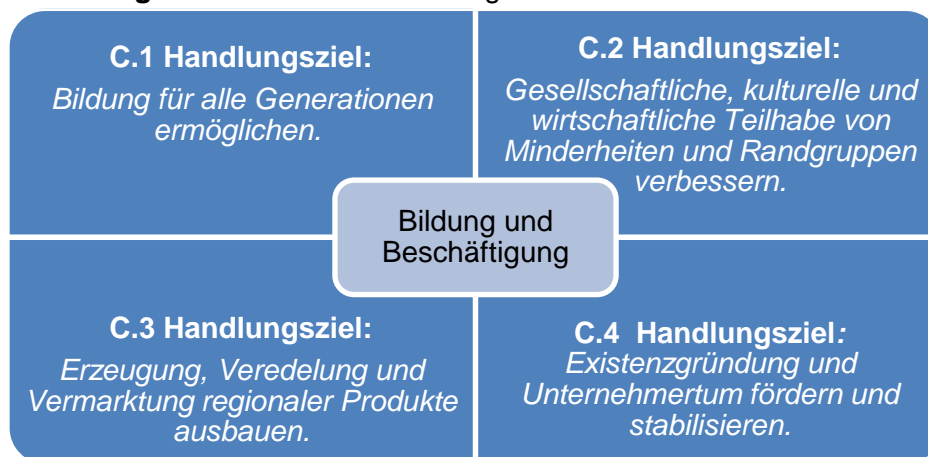 C.1 Handlungsziel:
Bildung für alle Generationen
ermöglichen.
C.2 Handlungsziel:
Gesellschaftliche, kulturelle und
wirtschaftliche Teilhabe von
Minderheiten und Randgruppen
verbessern.
Bildung und
Beschäftigung
C.3 Handlungsziel:
Erzeugung, Veredelung und
Vermarktung regionaler Produkte
ausbauen.
C.4 Handlungsziel:
Existenzgründung und
Unternehmertum fördern und
stabilisieren.